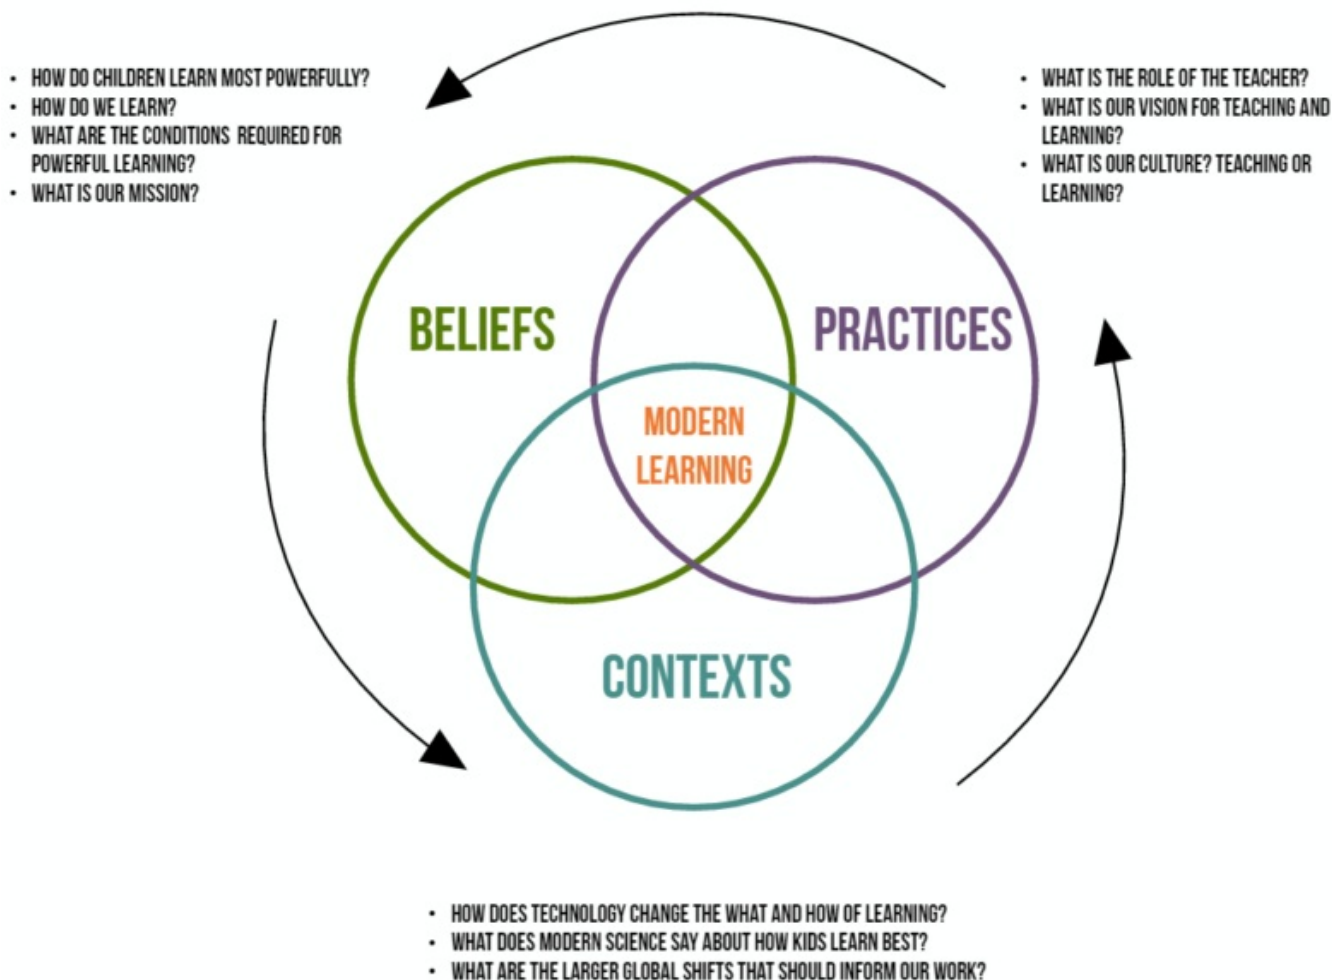 • HOW DO CHILDREN LEARN MOST POWERFULLY?
• HOW DO WE LEARN?
• WHAT ARE THE CONDITIONS REQUIRED FOR
POWERFUL LEARNING?
• WHAT IS OUR MISSION?
• WHAT IS THE ROLE OF THE TEACHER?
• WHAT IS OUR VISION FOR TEACHING AND
LEARNING?
• WHAT IS OUR CULTURE? TEACHING OR
LEARNING?
BELIEFS
PRACTICES
MODERN
LEARNING
CONTEXTS
• HOW DOES TECHNOLOGY CHANGE THE WHAT AND HOW OF LEARNING?
• WHAT DOES MODERN SCIENCE SAY ABOUT HOW KIDS LEARN BEST?
• WHAT ARE THE LARGER GLOBAL SHIFTS THAT SHOULD INFORM OUR WORK?